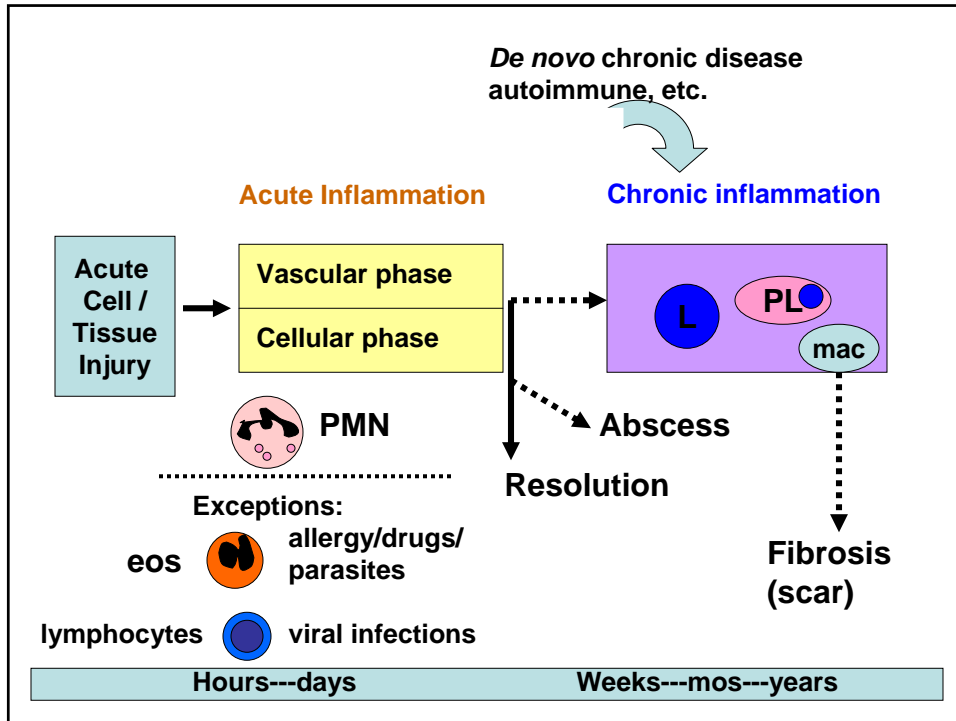 De novo chronic disease
autoimmune, etc.
Acute Inflammation
Chronic inflammation
Acute
Cell /
Tissue
Injury
Vascular phase
Cellular phase
L
PL
mac
PMN
Abscess
Resolution
Exceptions:
eos
allergy/drugs/
parasites
Fibrosis
(scar)
lymphocytes
viral infections
Hours---days
Weeks---mos---years